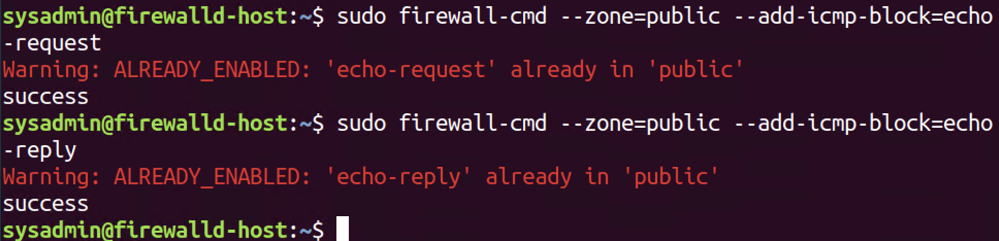 sysadmin@firewalld-host:~$ sudo firewall-cmd --zone=public --add-icmp-block=echo
-request
Warning: ALREADY_ENABLED: 'echo-request' already in 'public'
success
sysadmin@firewalld-host:~$ sudo firewall-cmd --zone=public --add-icmp-block=echo
-reply
Warning: ALREADY_ENABLED: 'echo-reply' already in 'public'
success
sysadmin@firewalld-host:~$